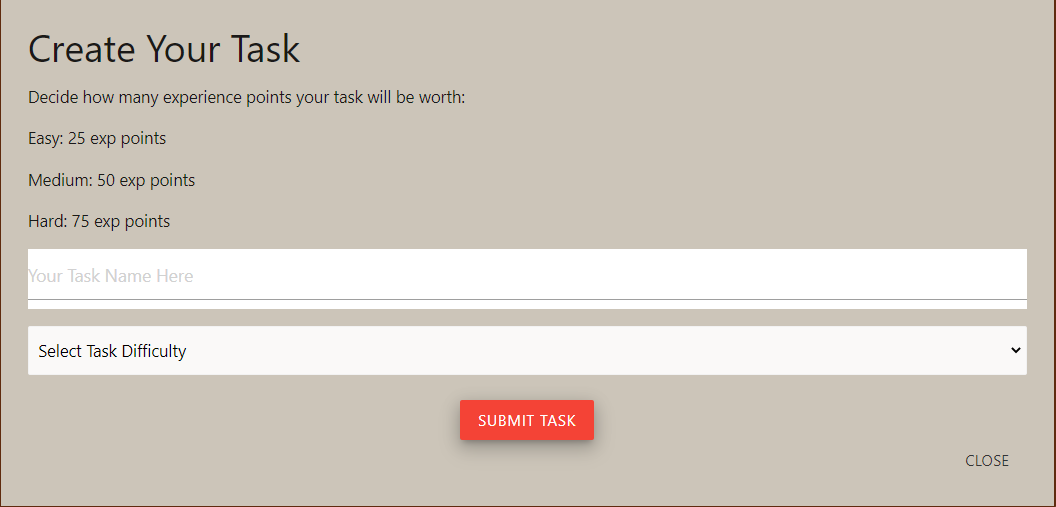 Create Your Task
Decide how many experience points your task will be worth:
Easy: 25 exp points
Medium: 50 exp points
Hard: 75 exp points
Your Task Name Here
Select Task Difficulty
SUBMIT TASK
CLOSE